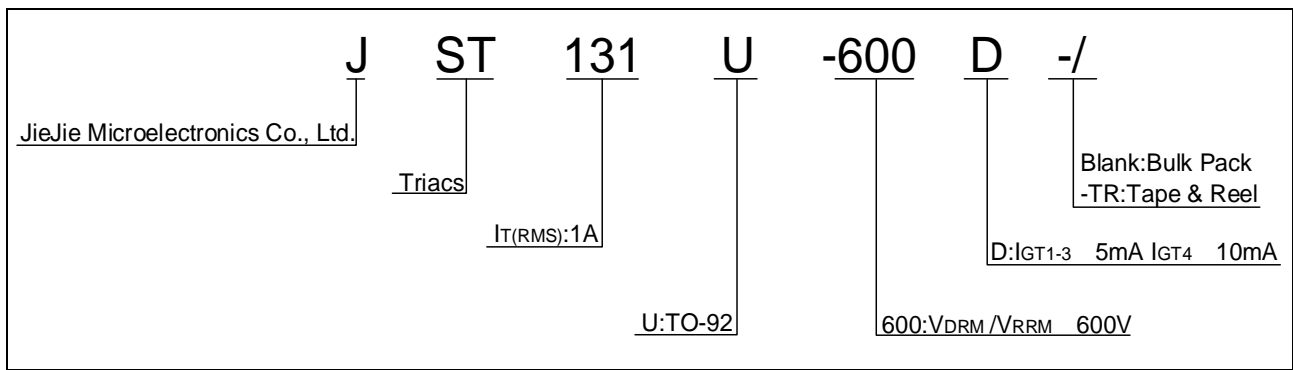 J ST 131 U -600 D -/
JieJie Microelectronics Co., Ltd.
Blank:Bulk Pack
Triacs
-TR:Tape & Reel
IT(RMS):1A
D:IGT1-3 5mA IGT4 10mA
U:TO-92
600:VDRM/VRRM 600V